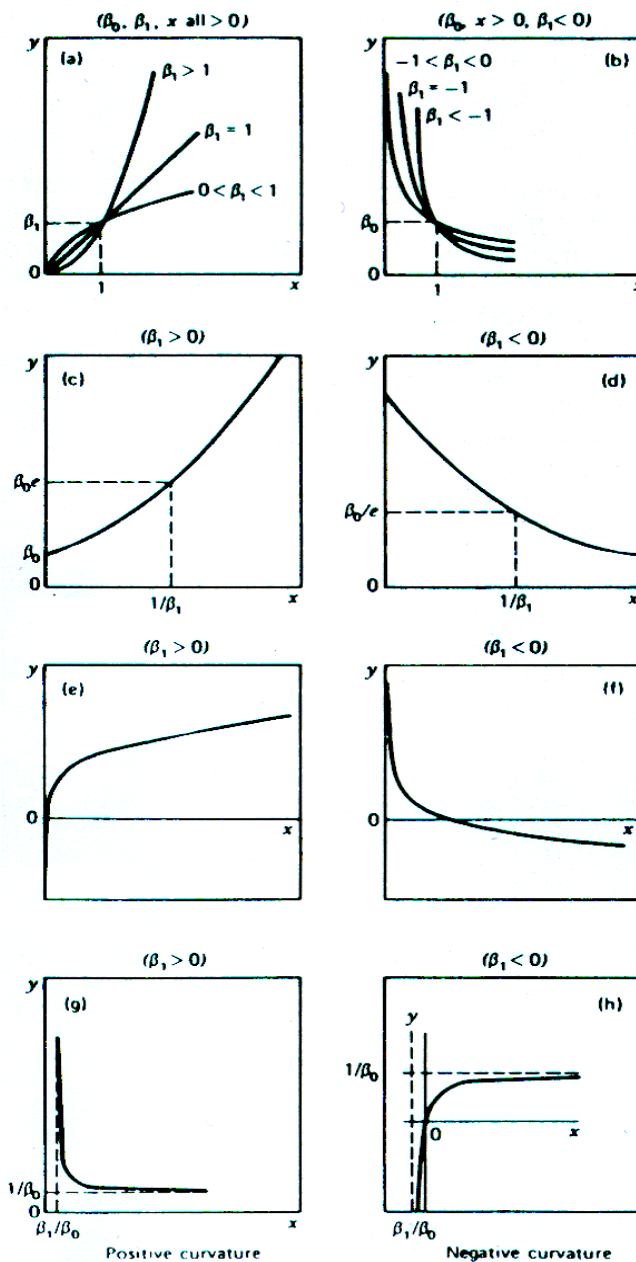 (β₀, β₁, x all > 0)
(β₀, x > 0, β₁ < 0)
y
(a)
β₁ > 1
β₁ = 1
0 < β₁ < 1
β₁
0
1
x
y
(b)
-1 < β₁ < 0
β₁ = -1
β₁ < -1
β₀
0
1
x
(β₁ > 0)
(β₁ < 0)
y
(c)
β₀e
β₀
0
1/β₁
x
y
(d)
β₀/e
0
1/β₁
x
(β₁ > 0)
(β₁ < 0)
y
(e)
0
x
y
(f)
0
x
(β₁ > 0)
(β₁ < 0)
y
(g)
1/β₀
0
β₁/β₀
x
Positive curvature
(h)
y
1/β₀
0
x
β₁/β₀
Negative curvature